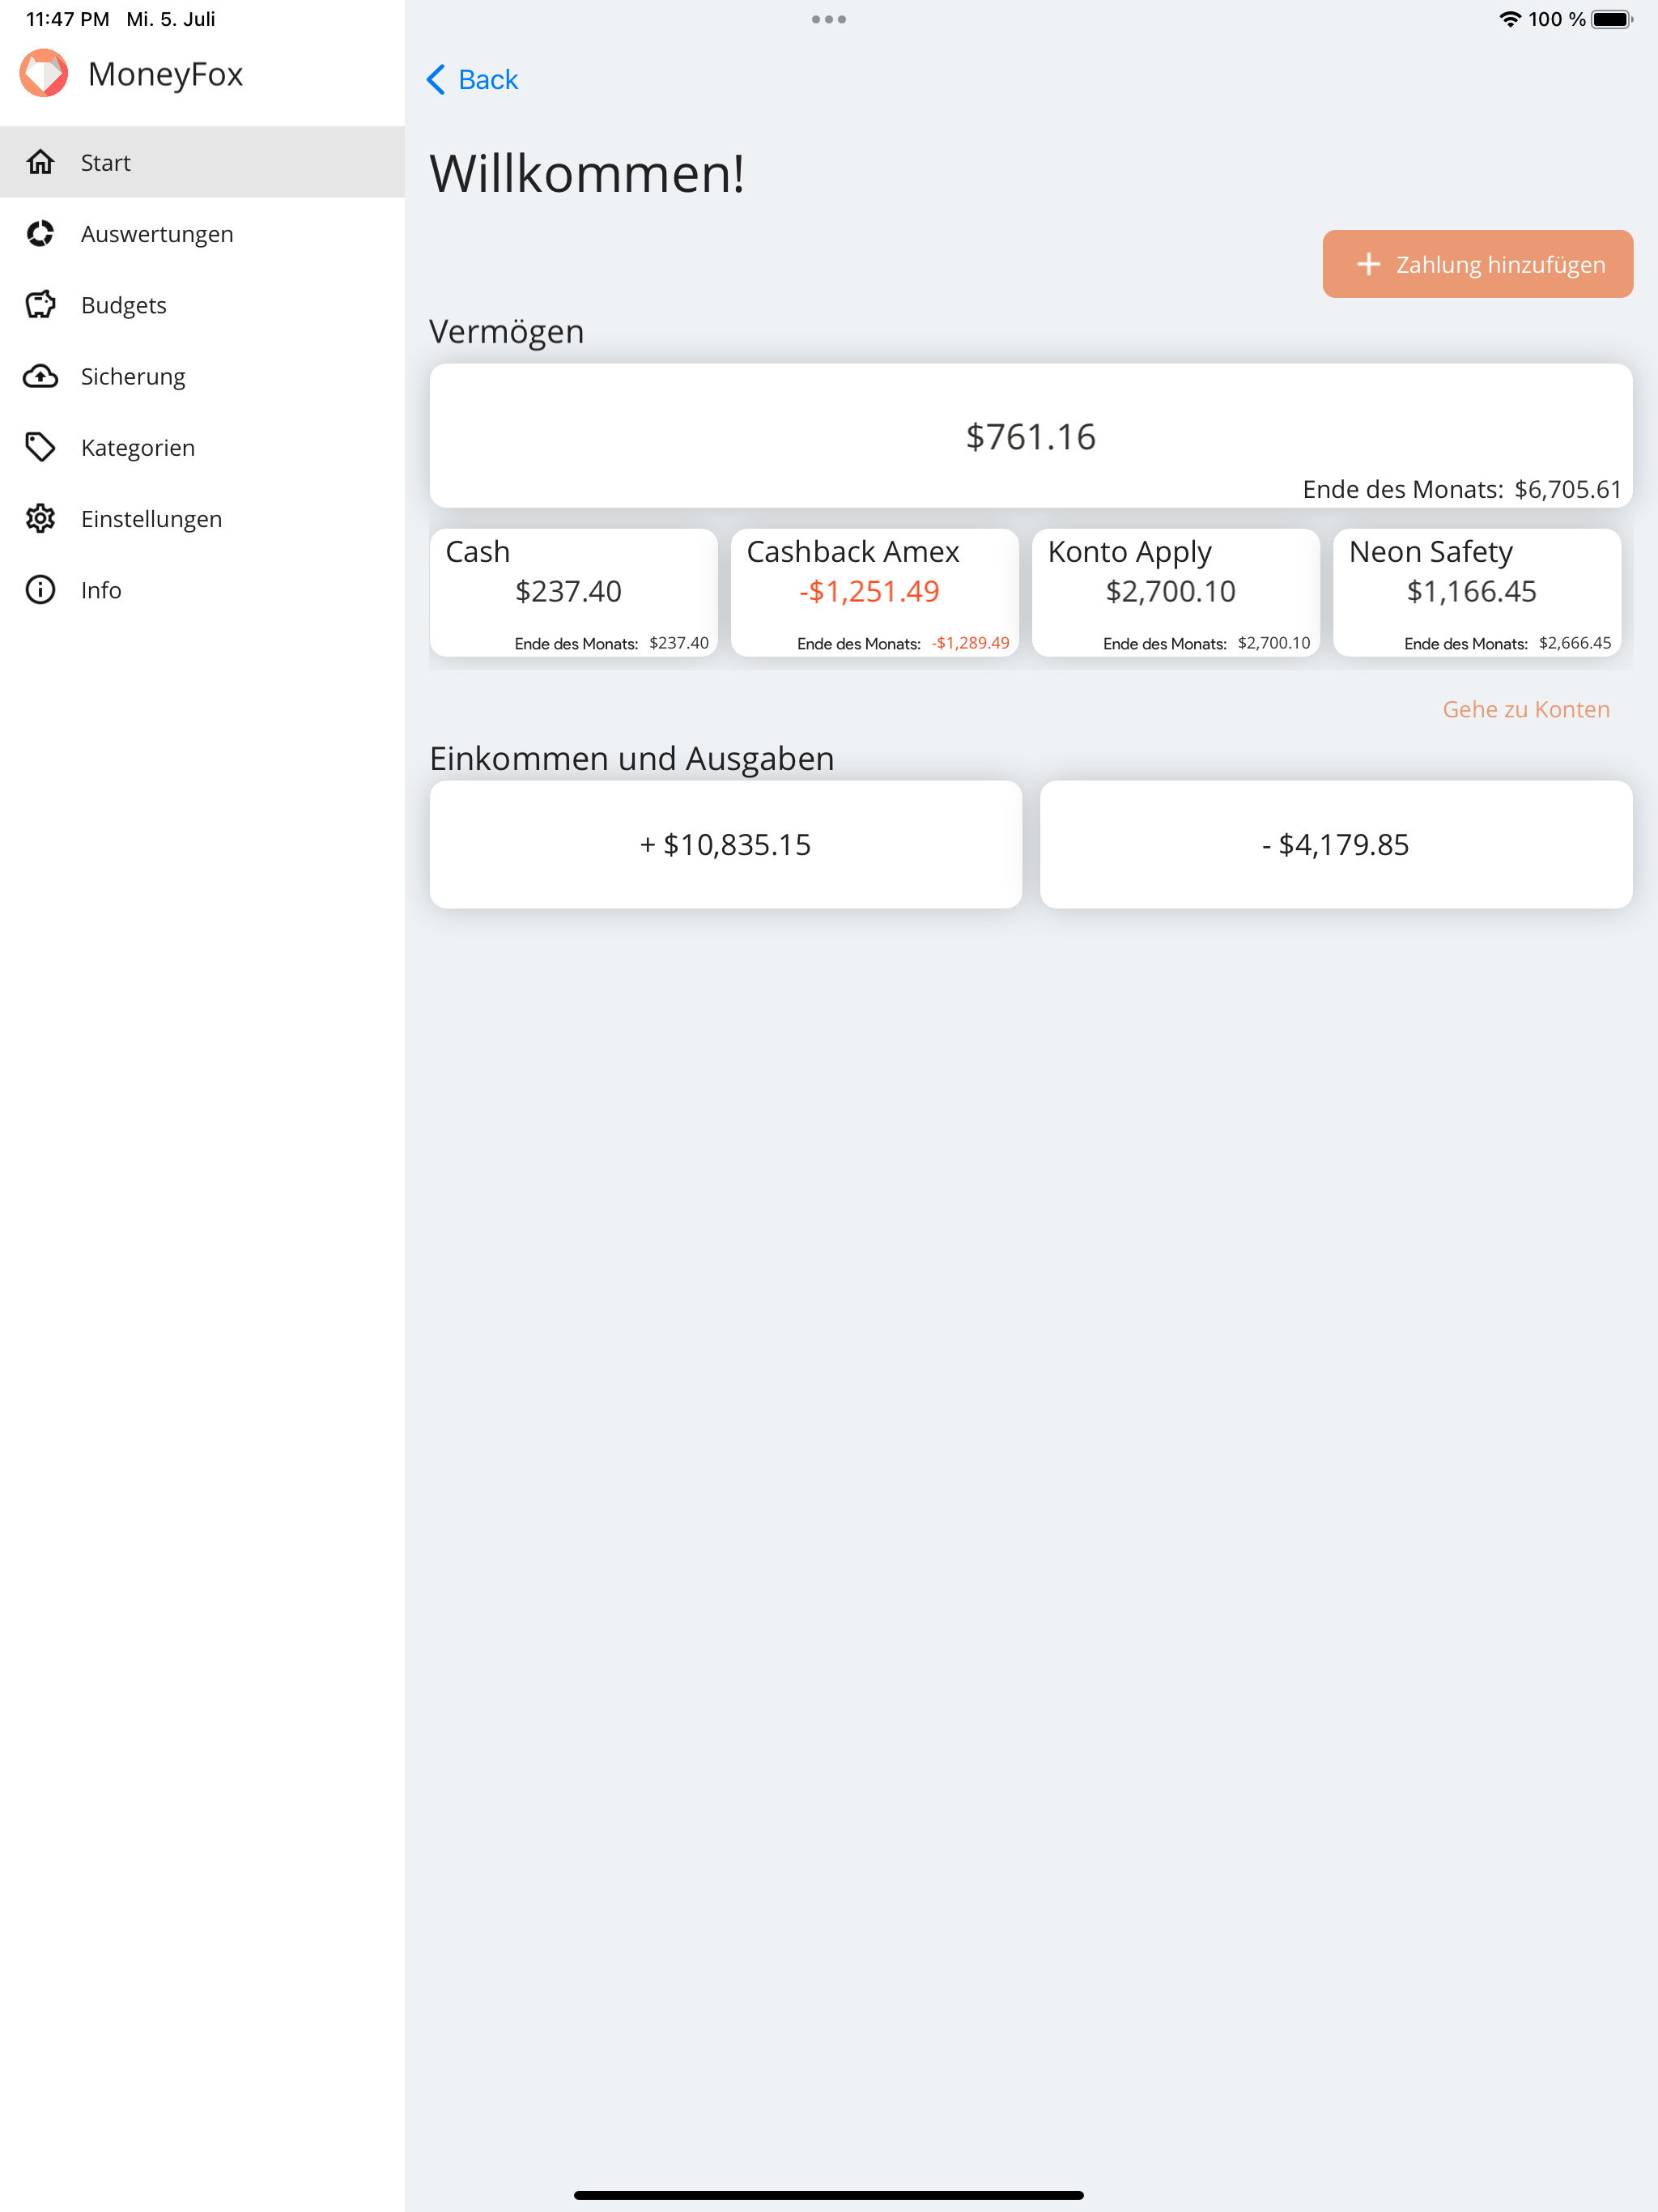 11:47 PM Mi. 5. Juli
100 %
MoneyFox
Start
Auswertungen
Budgets
Sicherung
Kategorien
Einstellungen
Info
Back
Willkommen!
Zahlung hinzufügen
Vermögen
$761.16
Ende des Monats: $6,705.61
Cash
$237.40
Ende des Monats: $237.40
Cashback Amex
-$1,251.49
Ende des Monats: -$1,289.49
Konto Apply
$2,700.10
Ende des Monats: $2,700.10
Neon Safety
$1,166.45
Ende des Monats: $2,666.45
Gehe zu Konten
Einkommen und Ausgaben
+ $10,835.15
- $4,179.85